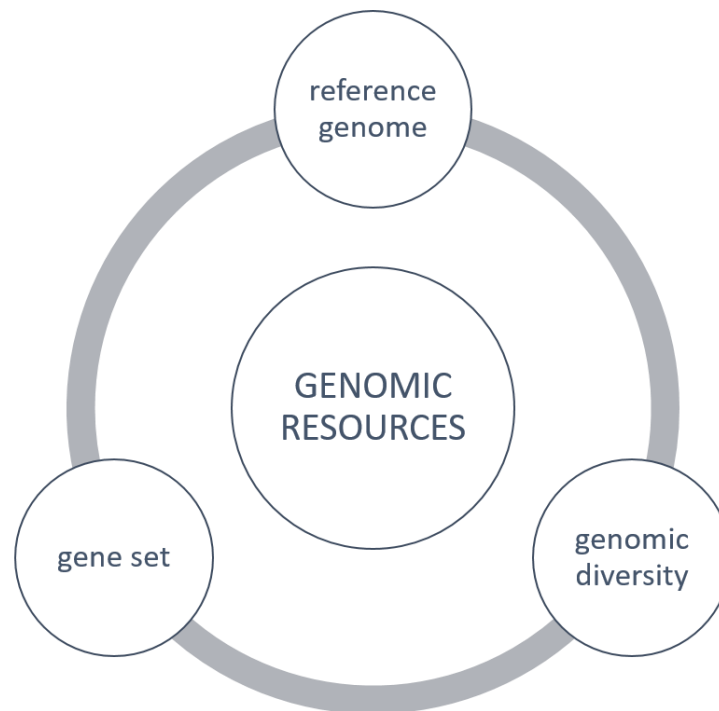 reference
genome
GENOMIC
RESOURCES
gene set
genomic
diversity